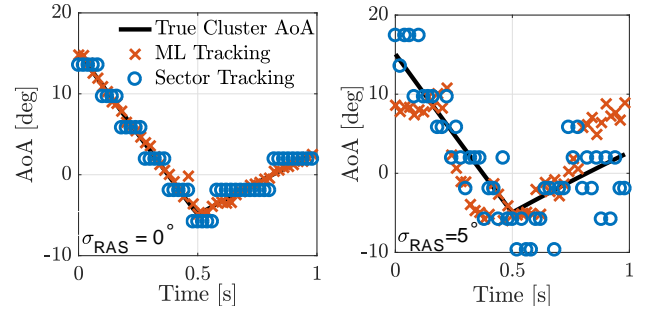 20
10
0
-10
AoA [deg]
True Cluster AoA
ML Tracking
Sector Tracking
σRAS = 0°
0
0.5
1
Time [s]
20
10
0
-10
AoA [deg]
σRAS=5°
0
0.5
1
Time [s]